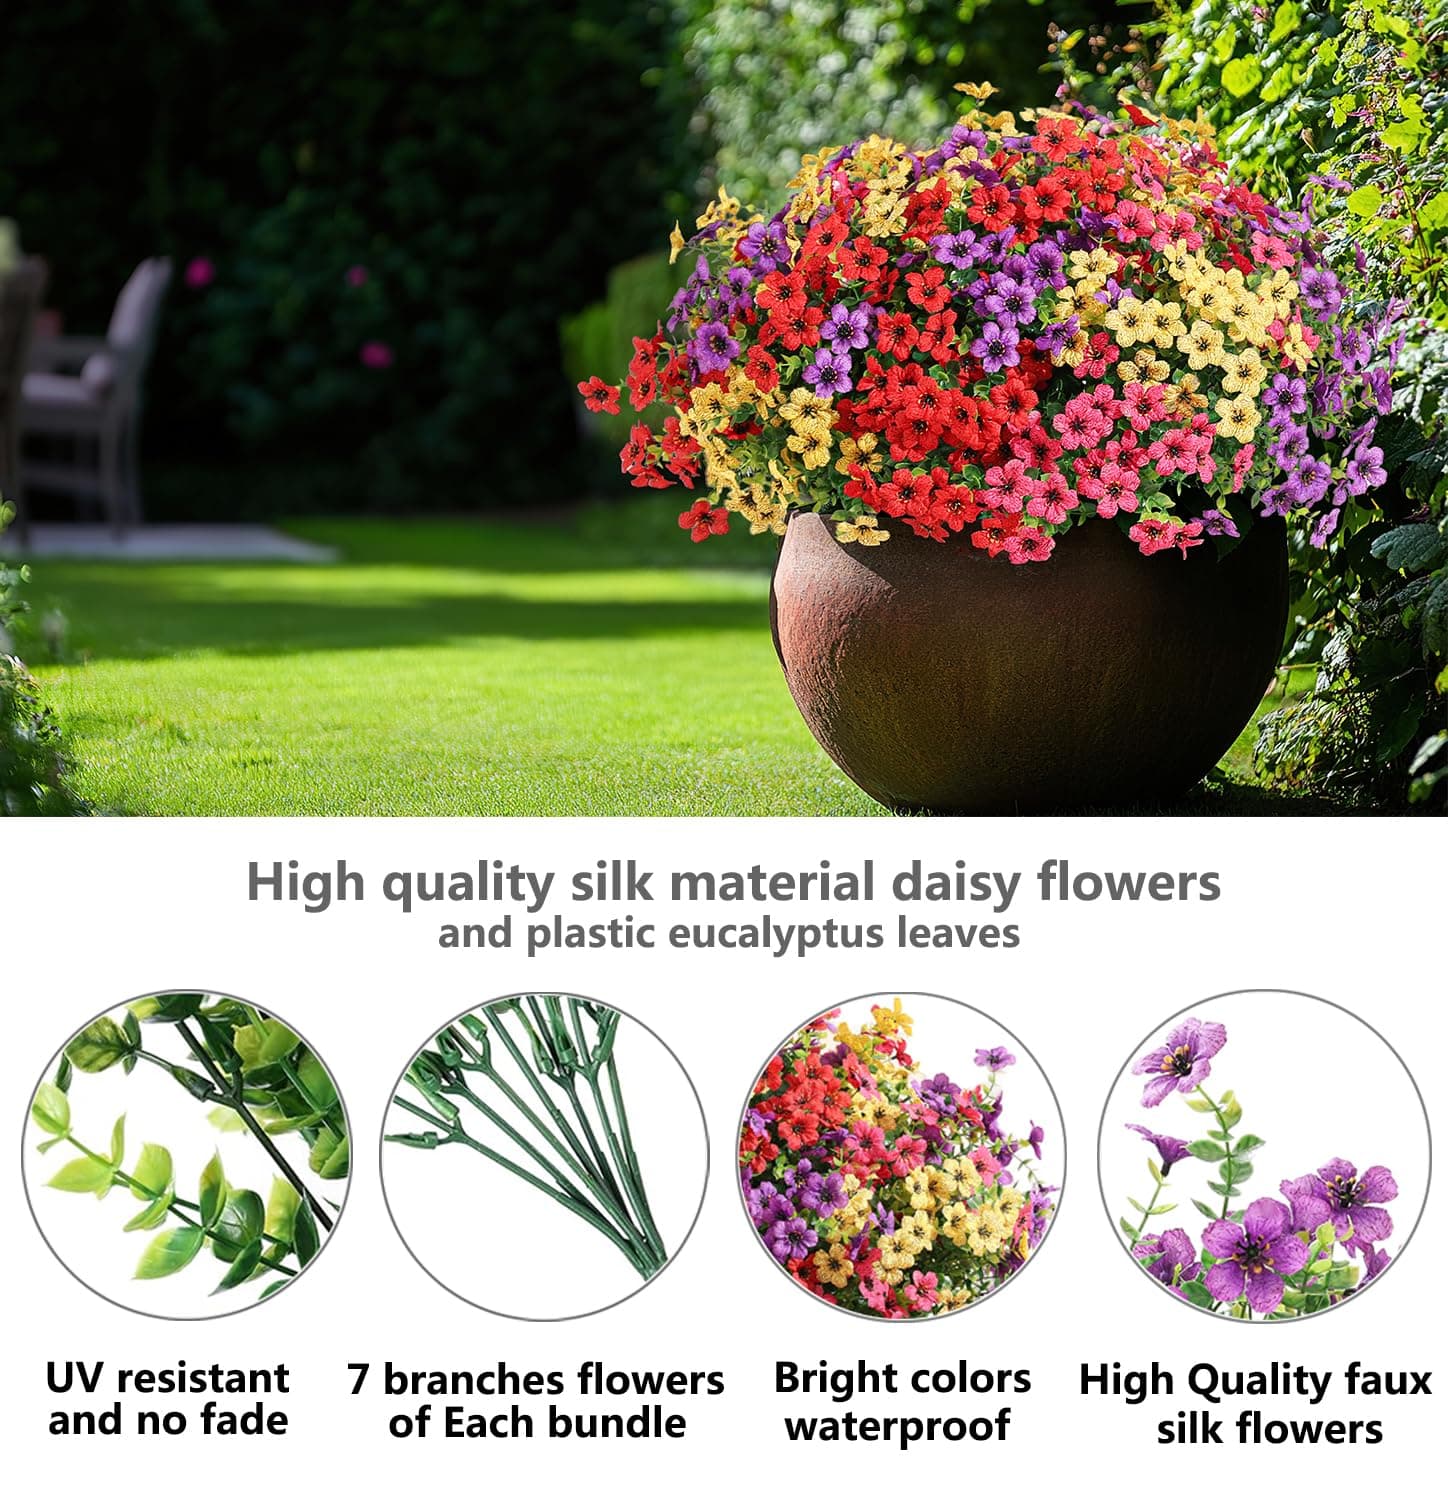 High quality silk material daisy flowers
and plastic eucalyptus leaves
UV resistant
and no fade
7 branches flowers
of Each bundle
Bright colors
waterproof
High Quality faux
silk flowers